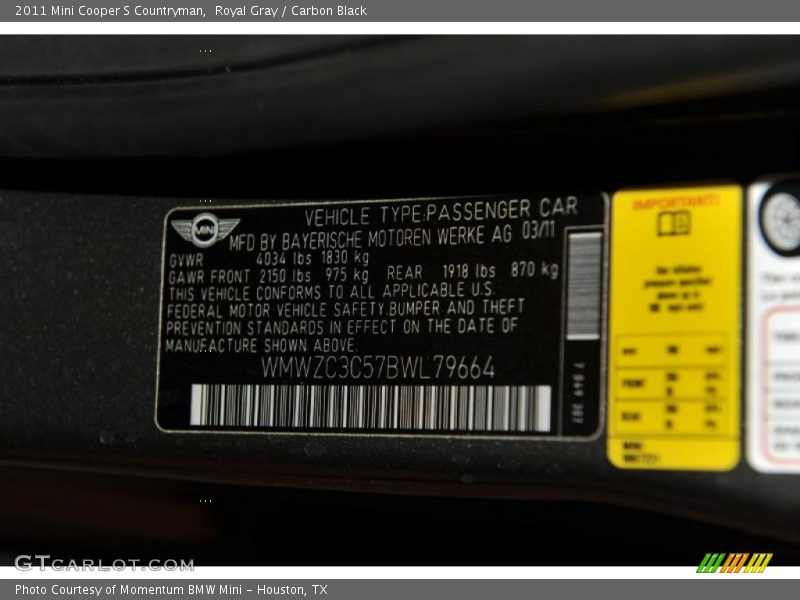 2011 Mini Cooper S Countryman, Royal Gray / Carbon Black
MINI
VEHICLE TYPE:PASSENGER CAR
MFD BY BAYERISCHE MOTOREN WERKE AG 03/11
GVWR 4034 lbs 1830 kg
GAWR FRONT 2150 lbs 975 kg REAR 1918 lbs 870 kg
THIS VEHICLE CONFORMS TO ALL APPLICABLE U.S.
FEDERAL MOTOR VEHICLE SAFETY,BUMPER AND THEFT
PREVENTION STANDARDS IN EFFECT ON THE DATE OF
MANUFACTURE SHOWN ABOVE.
WMWZC3C57BWL79664
IMPORTANT!
GTCARLOT.COM
Photo Courtesy of Momentum BMW Mini - Houston, TX